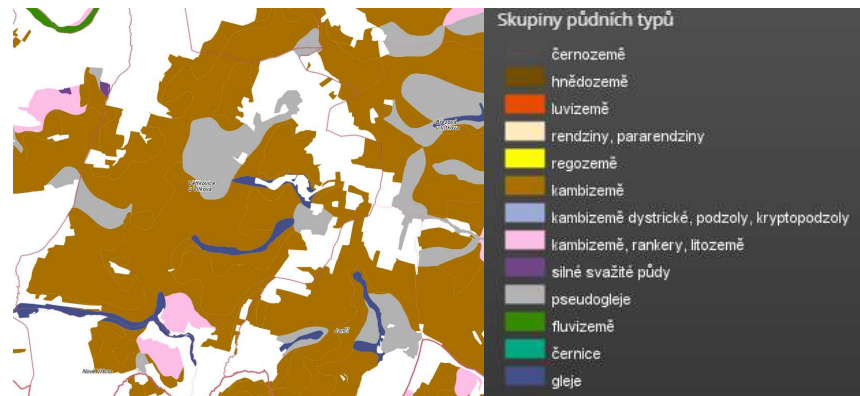 Skupiny půdních typů
černozemě
hnědozemě
luvizemě
rendziny, pararendziny
regozemě
kambizemě
kambizemě dystrické, podzoly, kryptopodzoly
kambizemě, rankery, litozemě
silné svažité půdy
pseudogleje
fluvizemě
černice
gleje